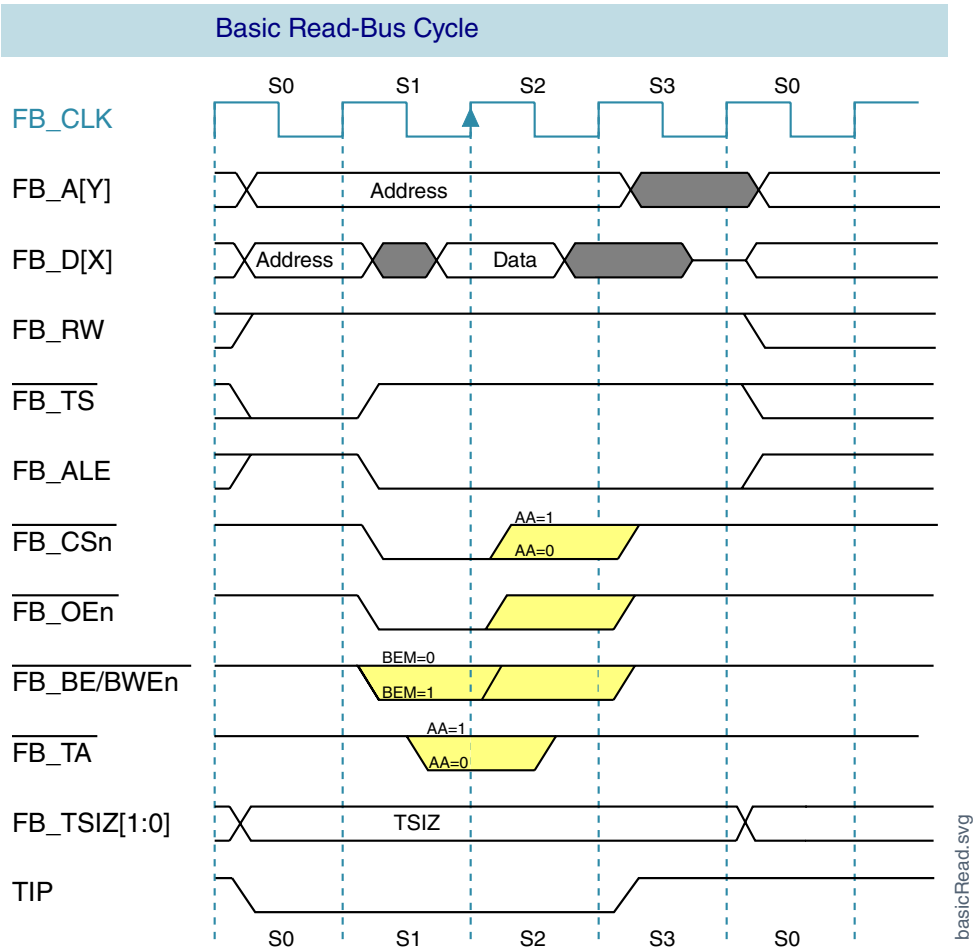 Basic Read-Bus Cycle
S0 S1 S2 S3 S0
FB_CLK
FB_A[Y] Address
FB_D[X] Address Data
FB_RW
FB_TS
FB_ALE
AA=1
FB_CSn AA=0
FB_OEn
BEM=0
FB_BE/BWEn BEM=1
AA=1
FB_TA AA=0
FB_TSIZ[1:0] TSIZ
TIP
S0 S1 S2 S3 S0
basicRead.svg